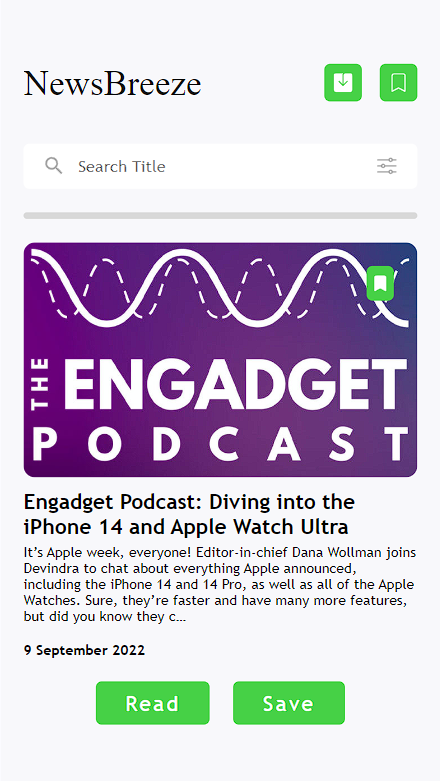 NewsBreeze
Search Title
THE ENGADGET
PODCAST
Engadget Podcast: Diving into the
iPhone 14 and Apple Watch Ultra
It’s Apple week, everyone! Editor-in-chief Dana Wollman joins
Devindra to chat about everything Apple announced,
including the iPhone 14 and 14 Pro, as well as all of the Apple
Watches. Sure, they’re faster and have many more features,
but did you know they c…
9 September 2022
Read Save